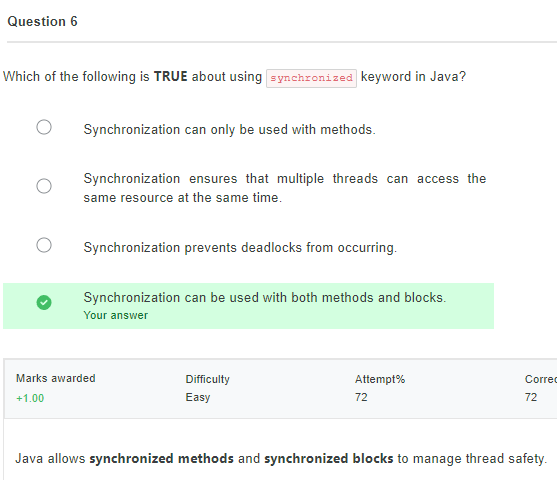 Question 6
Which of the following is TRUE about using synchronized keyword in Java?
Synchronization can only be used with methods.
Synchronization ensures that multiple threads can access the
same resource at the same time.
Synchronization prevents deadlocks from occurring.
Synchronization can be used with both methods and blocks.
Your answer
Marks awarded Difficulty Attempt%
+1.00 Easy 72 72
Java allows synchronized methods and synchronized blocks to manage thread safety.